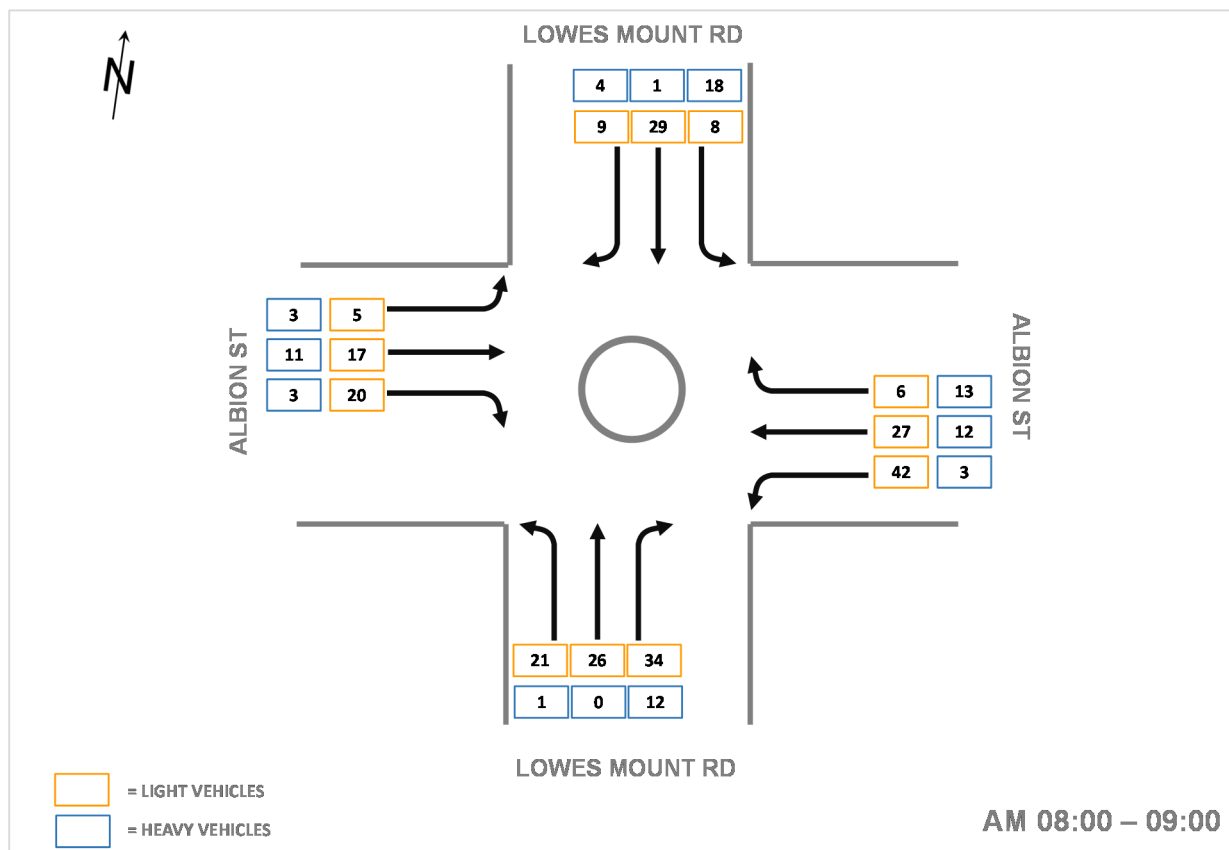 LOWES MOUNT RD
N
4 1 18
9 29 8
ALBION ST
3 5
11 17
3 20
ALBION ST
6 13
27 12
42 3
21 26 34
1 0 12
LOWES MOUNT RD
= LIGHT VEHICLES
= HEAVY VEHICLES
AM 08:00 – 09:00